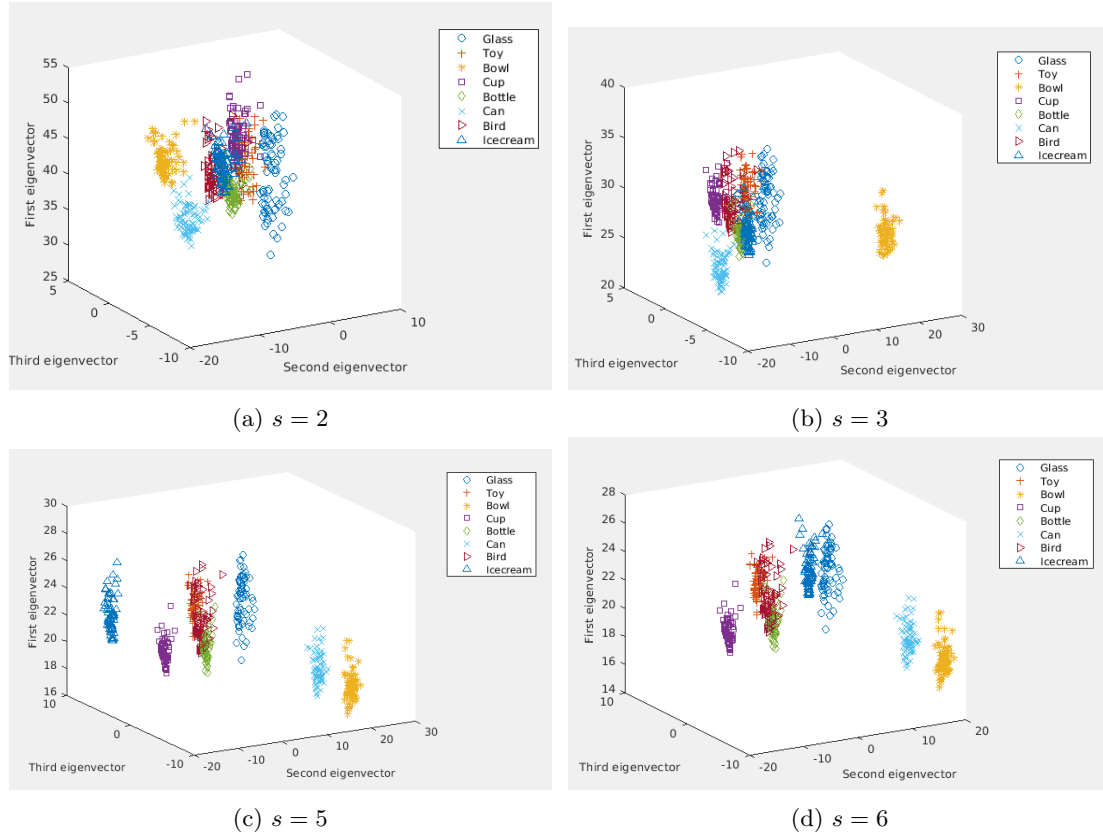 55
50
45
40
35
30
25
First eigenvector
5
0
-5
-10
Third eigenvector
-20
-10
0
10
Second eigenvector
Glass
Toy
Bowl
Cup
Bottle
Can
Bird
Icecream
(a) s = 2
40
35
30
25
20
First eigenvector
5
0
-5
-10
Third eigenvector
-20
-10
0
10
20
30
Second eigenvector
Glass
Toy
Bowl
Cup
Bottle
Can
Bird
Icecream
(b) s = 3
30
28
26
24
22
20
18
16
First eigenvector
10
0
-10
Third eigenvector
-20
-10
0
10
20
30
Second eigenvector
Glass
Toy
Bowl
Cup
Bottle
Can
Bird
Icecream
(c) s = 5
28
26
24
22
20
18
16
14
First eigenvector
10
0
-10
Third eigenvector
-20
-10
0
10
20
Second eigenvector
Glass
Toy
Bowl
Cup
Bottle
Can
Bird
Icecream
(d) s = 6